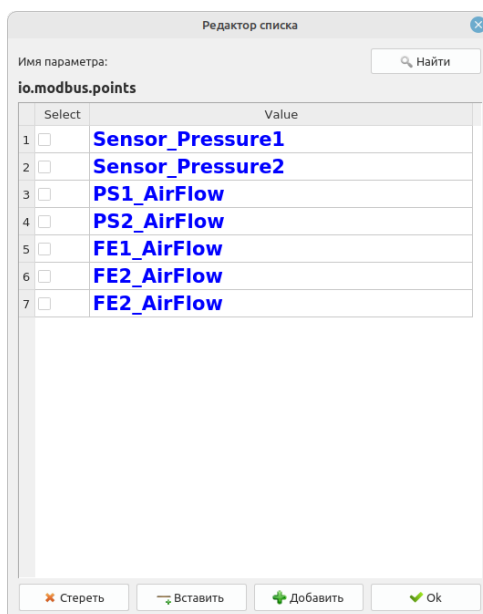 Редактор списка
Имя параметра:
Найти
io.modbus.points
Select Value
1 Sensor_Pressure1
2 Sensor_Pressure2
3 PS1_AirFlow
4 PS2_AirFlow
5 FE1_AirFlow
6 FE2_AirFlow
7 FE2_AirFlow
Стереть Вставить Добавить Ok